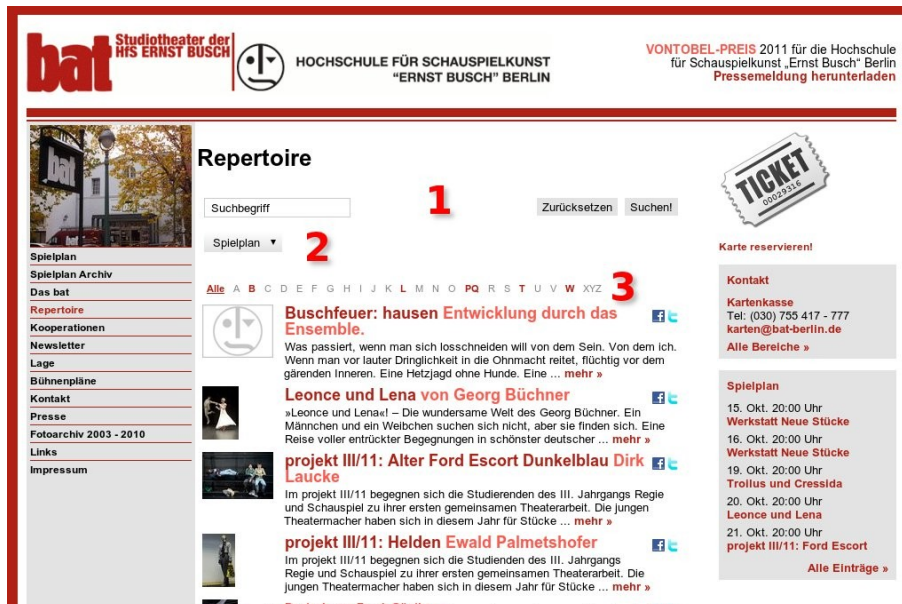 bat
Studiotheater der
HfS ERNST
BUSCH
HOCHSCHULE FÜR SCHAUSPIELKUNST
"ERNST BUSCH" BERLIN
VONTOBEL-PREIS 2011 für die Hochschule
für Schauspielkunst „Ernst Busch“ Berlin
Pressemeldung herunterladen
bat
Spielplan
Spielplan Archiv
Das bat
Repertoire
Kooperationen
Newsletter
Lage
Bühnenpläne
Kontakt
Presse
Fotoarchiv 2003 - 2010
Links
Impressum
Repertoire
1
Suchbegriff
Zurücksetzen Suchen!
Spielplan ▼
2
Alle A B C D E F G H I J K L M N O PQ R S T U V W XYZ
3
Buschfeuer: hausen Entwicklung durch das
Ensemble.
Was passiert, wenn man sich losschneiden will von dem Sein. Von dem ich.
Wenn man vor lauter Dringlichkeit in die Ohnmacht reitet, flüchtig vor dem
gärenden Inneren. Eine Hetzjagd ohne Hunde. Eine ... mehr »
Leonce und Lena von Georg Büchner
»Leonce und Lena«! – Die wundersame Welt des Georg Büchner. Ein
Männchen und ein Weibchen suchen sich nicht, aber sie finden sich. Eine
Reise voller entrückter Begegnungen in schönster deutscher ... mehr »
projekt III/11: Alter Ford Escort Dunkelblau Dirk
Laucke
Im projekt III/11 begegnen sich die Studierenden des III. Jahrgangs Regie
und Schauspiel zu ihrer ersten gemeinsamen Theaterarbeit. Die jungen
Theatermacher haben sich in diesem Jahr für Stücke ... mehr »
projekt III/11: Helden Ewald Palmetshofer
Im projekt III/11 begegnen sich die Studienden des III. Jahrgangs
Regie und Schauspiel zu ihrer ersten gemeinsamen Theaterarbeit. Die
jungen Theatermacher haben sich in diesem Jahr für Stücke ... mehr »
TICKET
00029316
Karte reservieren!
Kontakt
Kartenkasse
Tel: (030) 755 417 - 777
karten@bat-berlin.de
Alle Bereiche »
Spielplan
15. Okt. 20:00 Uhr
Werkstatt Neue Stücke
16. Okt. 20:00 Uhr
Werkstatt Neue Stücke
19. Okt. 20:00 Uhr
Troilus und Cressida
20. Okt. 20:00 Uhr
Leonce und Lena
21. Okt. 20:00 Uhr
projekt III/11: Ford Escort
Alle Einträge »